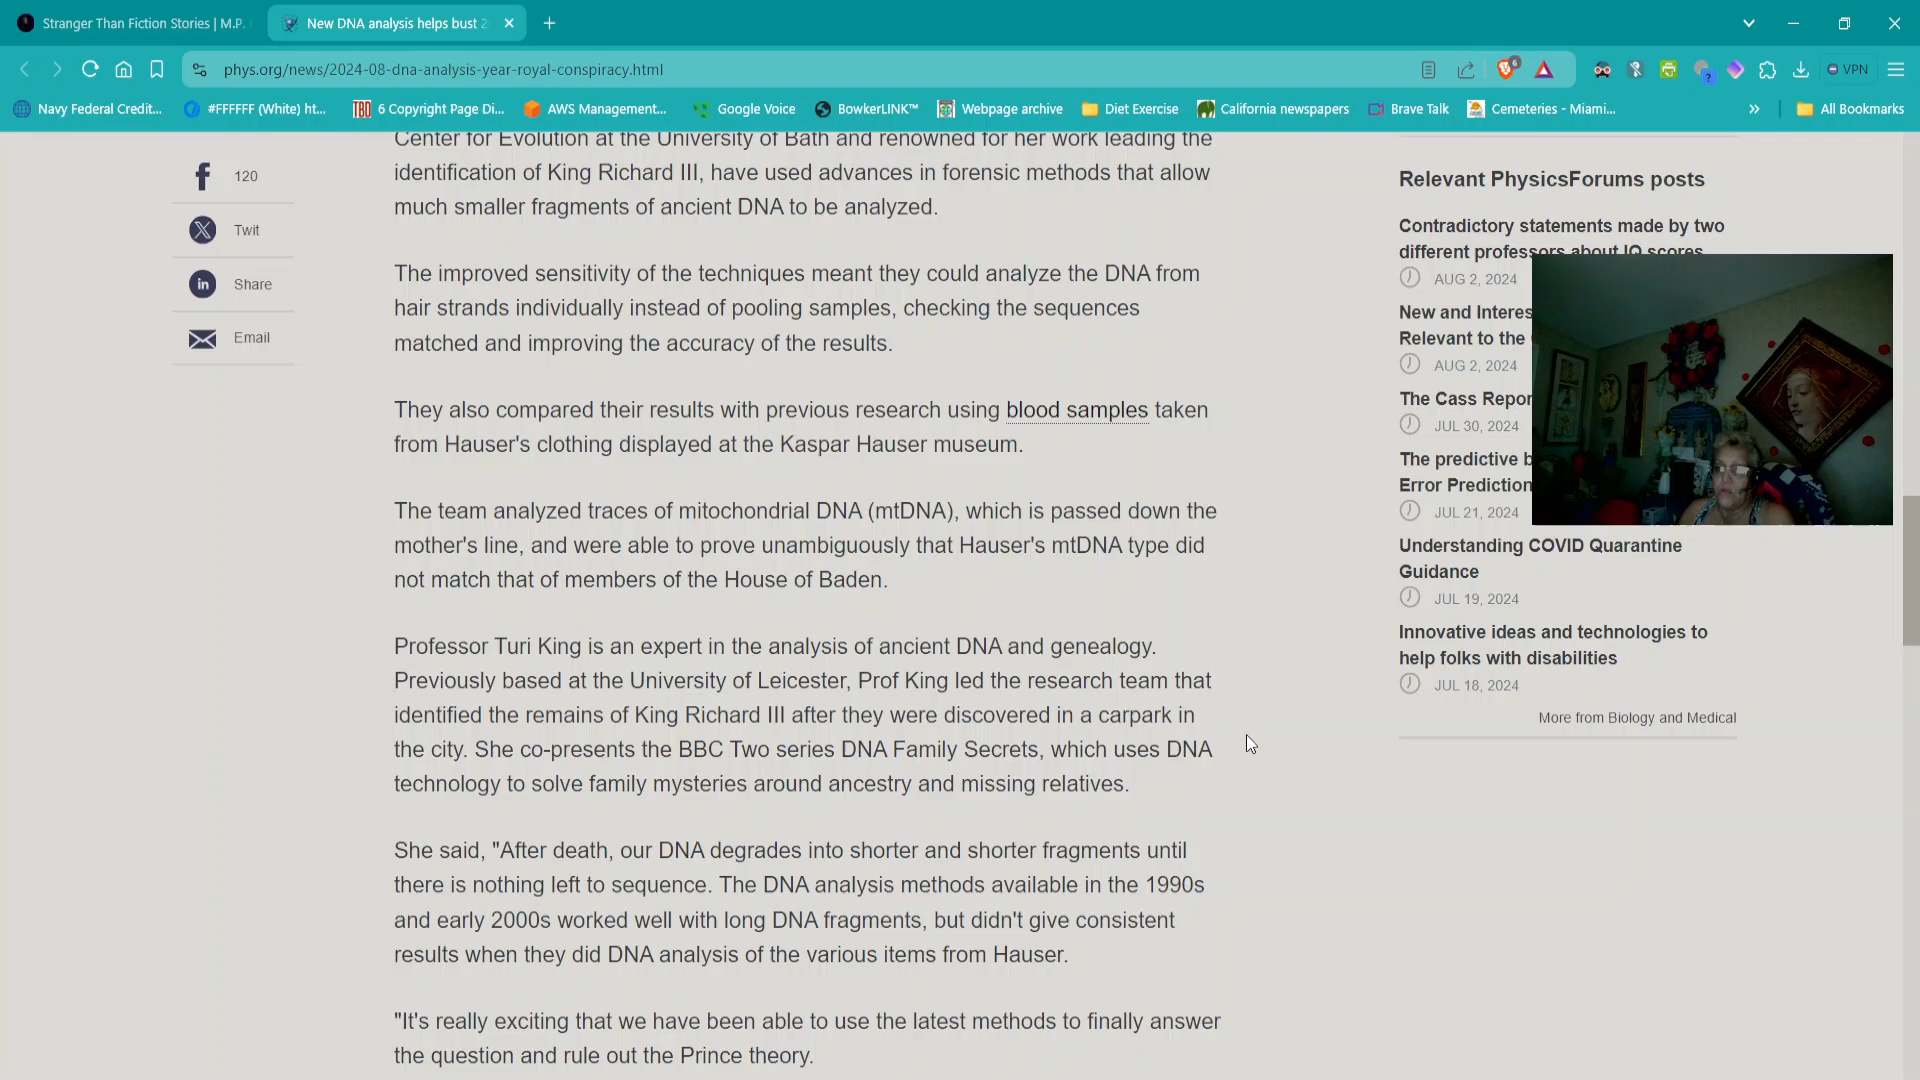 Stranger Than Fiction Stories | M.P.
New DNA analysis helps bust 2
phys.org/news/2024-08-dna-analysis-year-royal-conspiracy.html
6
?
VPN
Navy Federal Credit...
#FFFFFF (White) ht...
TBD
6 Copyright Page Di...
AWS Management...
Google Voice
BowkerLINK™
Webpage archive
Diet Exercise
California newspapers
Brave Talk
Cemeteries - Miami...
All Bookmarks
120
Twit
Share
Email
Center for Evolution at the University of Bath and renowned for her work leading the
identification of King Richard III, have used advances in forensic methods that allow
much smaller fragments of ancient DNA to be analyzed.
The improved sensitivity of the techniques meant they could analyze the DNA from
hair strands individually instead of pooling samples, checking the sequences
matched and improving the accuracy of the results.
They also compared their results with previous research using blood samples taken
from Hauser's clothing displayed at the Kaspar Hauser museum.
The team analyzed traces of mitochondrial DNA (mtDNA), which is passed down the
mother's line, and were able to prove unambiguously that Hauser's mtDNA type did
not match that of members of the House of Baden.
Professor Turi King is an expert in the analysis of ancient DNA and genealogy.
Previously based at the University of Leicester, Prof King led the research team that
identified the remains of King Richard III after they were discovered in a carpark in
the city. She co-presents the BBC Two series DNA Family Secrets, which uses DNA
technology to solve family mysteries around ancestry and missing relatives.
She said, "After death, our DNA degrades into shorter and shorter fragments until
there is nothing left to sequence. The DNA analysis methods available in the 1990s
and early 2000s worked well with long DNA fragments, but didn't give consistent
results when they did DNA analysis of the various items from Hauser.
"It's really exciting that we have been able to use the latest methods to finally answer
the question and rule out the Prince theory.
Relevant PhysicsForums posts
Contradictory statements made by two
different professors about IQ scores
AUG 2, 2024
New and Interes
Relevant to the
AUG 2, 2024
The Cass Repor
JUL 30, 2024
The predictive b
Error Prediction
JUL 21, 2024
Understanding COVID Quarantine
Guidance
JUL 19, 2024
Innovative ideas and technologies to
help folks with disabilities
JUL 18, 2024
More from Biology and Medical